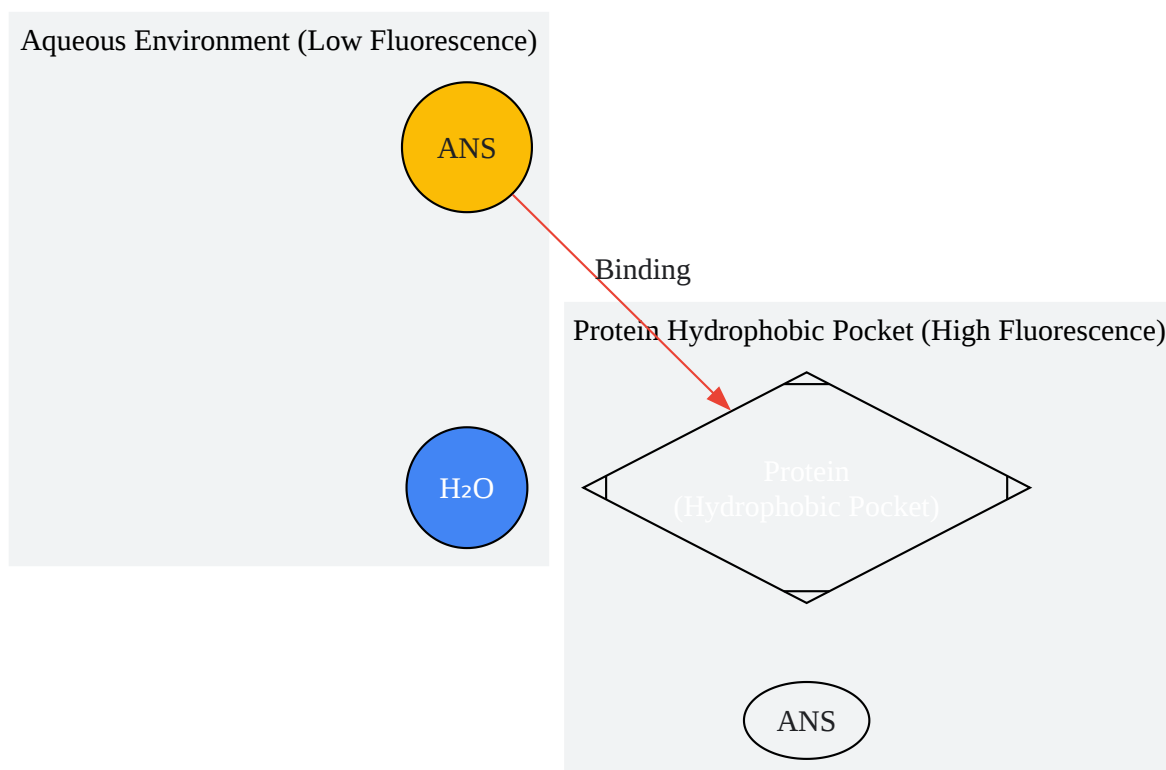 Aqueous Environment (Low Fluorescence)
ANS
Binding
Protein Hydrophobic Pocket (High Fluorescence)
H₂O
Protein
(Hydrophobic Pocket)
ANS